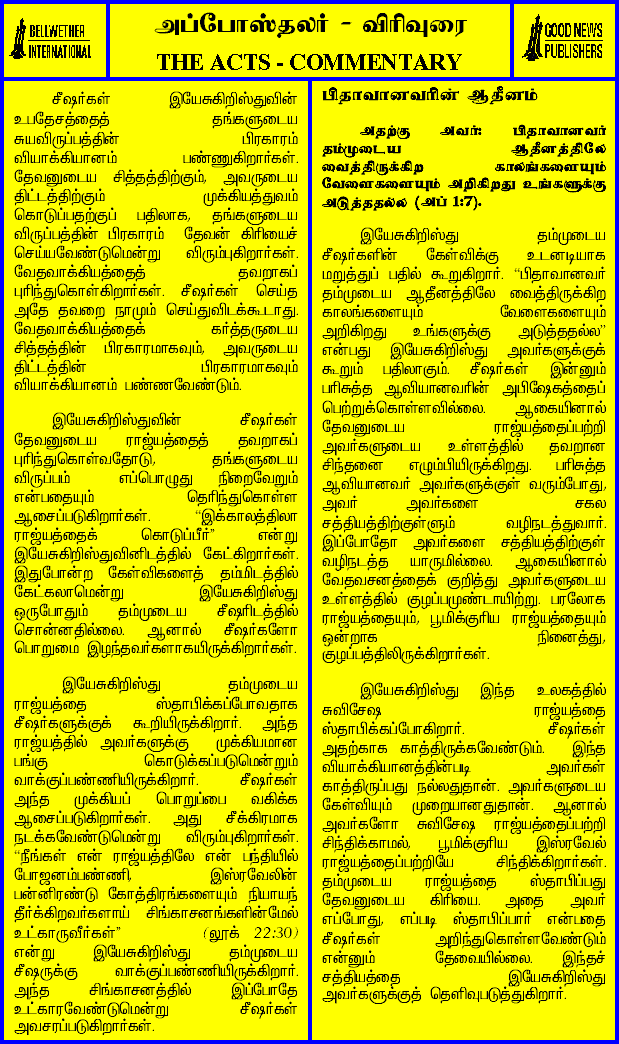 BELLWETHER
INTERNATIONAL
அப்போஸ்தலர் - விரிவுரை
THE ACTS - COMMENTARY
GOOD NEWS
PUBLISHERS
சீஷர்கள் இயேசுகிறிஸ்துவின்
உபதேசத்தைத் தங்களுடைய
சுயவிருப்பத்தின் பிரகாரம்
வியாக்கியானம் பண்ணுகிறார்கள்.
தேவனுடைய சித்தத்திற்கும், அவருடைய
திட்டத்திற்கும் முக்கியத்துவம்
கொடுப்பதற்குப் பதிலாக, தங்களுடைய
விருப்பத்தின் பிரகாரம் தேவன் கிரியைச்
செய்யவேண்டுமென்று விரும்புகிறார்கள்.
வேதவாக்கியத்தைத் தவறாகப்
புரிந்துகொள்கிறார்கள். சீஷர்கள் செய்த
அதே தவறை நாமும் செய்துவிடக்கூடாது.
வேதவாக்கியத்தைக் கர்த்தருடைய
சித்தத்தின் பிரகாரமாகவும், அவருடைய
திட்டத்தின் பிரகாரமாகவும்
வியாக்கியானம் பண்ணவேண்டும்.
இயேசுகிறிஸ்துவின் சீஷர்கள்
தேவனுடைய ராஜ்யத்தைத் தவறாகப்
புரிந்துகொள்வதோடு, தங்களுடைய
விருப்பம் எப்பொழுது நிறைவேறும்
என்பதையும் தெரிந்துகொள்ள
ஆசைப்படுகிறார்கள். “இக்காலத்திலா
ராஜ்யத்தைக் கொடுப்பீர்” என்று
இயேசுகிறிஸ்துவினிடத்தில் கேட்கிறார்கள்.
இதுபோன்ற கேள்விகளைத் தம்மிடத்தில்
கேட்கலாமென்று இயேசுகிறிஸ்து
ஒருபோதும் தம்முடைய சீஷரிடத்தில்
சொன்னதில்லை. ஆனால் சீஷர்களோ
பொறுமை இழந்தவர்களாகயிருக்கிறார்கள்.
இயேசுகிறிஸ்து தம்முடைய
ராஜ்யத்தை ஸ்தாபிக்கப்போவதாக
சீஷர்களுக்குக் கூறியிருக்கிறார். அந்த
ராஜ்யத்தில் அவர்களுக்கு முக்கியமான
பங்கு கொடுக்கப்படுமென்றும்
வாக்குப்பண்ணியிருக்கிறார். சீஷர்கள்
அந்த முக்கியப் பொறுப்பை வகிக்க
ஆசைப்படுகிறார்கள். அது சீக்கிரமாக
நடக்கவேண்டுமென்று விரும்புகிறார்கள்.
“நீங்கள் என் ராஜ்யத்திலே என் பந்தியில்
போஜனம்பண்ணி, இஸ்ரவேலின்
பன்னிரண்டு கோத்திரங்களையும் நியாயந்
தீர்க்கிறவர்களாய் சிங்காசனங்களின்மேல்
உட்காருவீர்கள்” (லூக் 22:30)
என்று இயேசுகிறிஸ்து தம்முடைய
சீஷருக்கு வாக்குப்பண்ணியிருக்கிறார்.
அந்த சிங்காசனத்தில் இப்போதே
உட்காரவேண்டுமென்று சீஷர்கள்
அவசரப்படுகிறார்கள்.
பிதாவானவரின் ஆதீனம்
அதற்கு அவர்: பிதாவானவர்
தம்முடைய ஆதீனத்திலே
வைத்திருக்கிற காலங்களையும்
வேளைகளையும் அறிகிறது உங்களுக்கு
அடுத்ததல்ல (அப் 1:7).
இயேசுகிறிஸ்து தம்முடைய
சீஷர்களின் கேள்விக்கு உடனடியாக
மறுத்துப் பதில் கூறுகிறார். “பிதாவானவர்
தம்முடைய ஆதீனத்திலே வைத்திருக்கிற
காலங்களையும் வேளைகளையும்
அறிகிறது உங்களுக்கு அடுத்ததல்ல”
என்பது இயேசுகிறிஸ்து அவர்களுக்குக்
கூறும் பதிலாகும். சீஷர்கள் இன்னும்
பரிசுத்த ஆவியானவரின் அபிஷேகத்தைப்
பெற்றுக்கொள்ளவில்லை. ஆகையினால்
தேவனுடைய ராஜ்யத்தைப்பற்றி
அவர்களுடைய உள்ளத்தில் தவறான
சிந்தனை எழும்பியிருக்கிறது. பரிசுத்த
ஆவியானவர் அவர்களுக்குள் வரும்போது,
அவர் அவர்களை சகல
சத்தியத்திற்குள்ளும் வழிநடத்துவார்.
இப்போதோ அவர்களை சத்தியத்திற்குள்
வழிநடத்த யாருமில்லை. ஆகையினால்
வேதவசனத்தைக் குறித்து அவர்களுடைய
உள்ளத்தில் குழப்பமுண்டாயிற்று. பரலோக
ராஜ்யத்தையும், பூமிக்குரிய ராஜ்யத்தையும்
ஒன்றாக நினைத்து,
குழப்பத்திலிருக்கிறார்கள்.
இயேசுகிறிஸ்து இந்த உலகத்தில்
சுவிசேஷ ராஜ்யத்தை
ஸ்தாபிக்கப்போகிறார். சீஷர்கள்
அதற்காக காத்திருக்கவேண்டும். இந்த
வியாக்கியானத்தின்படி அவர்கள்
காத்திருப்பது நல்லதுதான். அவர்களுடைய
கேள்வியும் முறையானதுதான். ஆனால்
அவர்களோ சுவிசேஷ ராஜ்யத்தைப்பற்றி
சிந்திக்காமல், பூமிக்குரிய இஸ்ரவேல்
ராஜ்யத்தைப்பற்றியே சிந்திக்கிறார்கள்.
தம்முடைய ராஜ்யத்தை ஸ்தாபிப்பது
தேவனுடைய கிரியை. அதை அவர்
எப்போது, எப்படி ஸ்தாபிப்பார் என்பதை
சீஷர்கள் அறிந்துகொள்ளவேண்டும்
என்னும் தேவையில்லை. இந்தச்
சத்தியத்தை இயேசுகிறிஸ்து
அவர்களுக்குத் தெளிவுபடுத்துகிறார்.